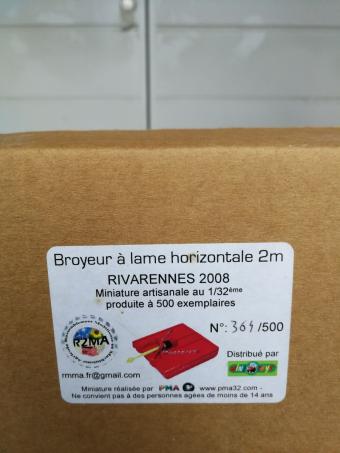 Broyeur à lame horizontale 2m
RIVARENNES 2008
Miniature artisanale au 1/32ème
produite à 500 exemplaires
N°: 364 /500
R2MA
Distribué par
rmma.fr@gmail.com
Miniature réalisée par PMA www.pma32.com -
Ne convient pas à des personnes agées de moins de 14 ans